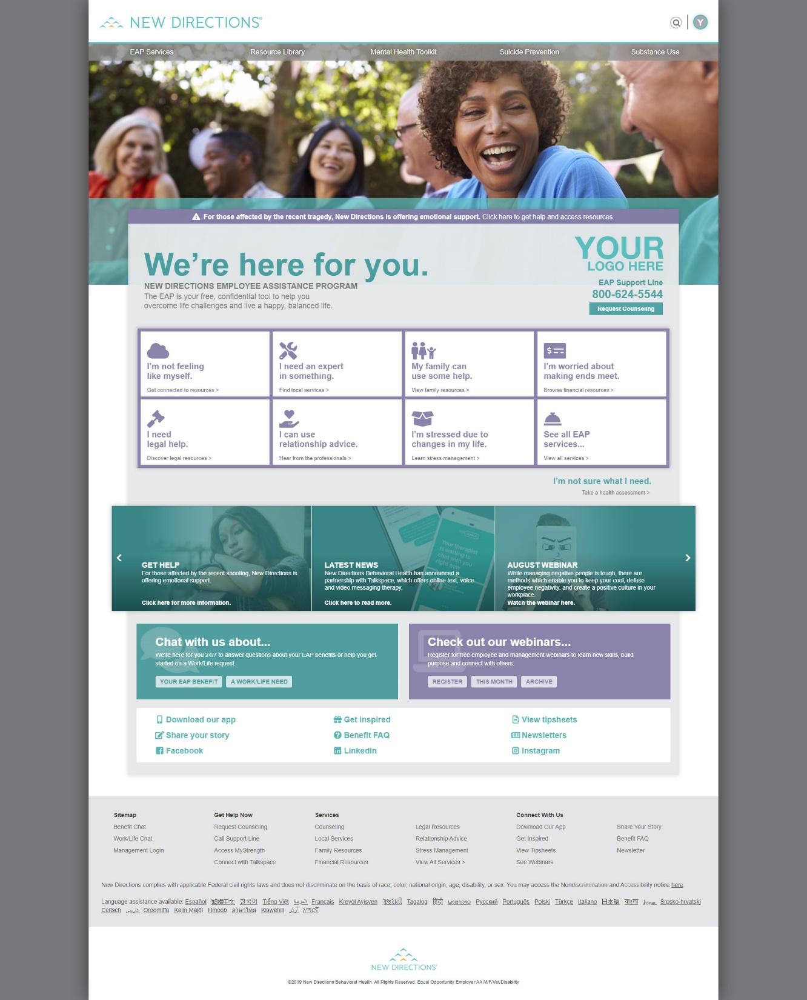 NEW DIRECTIONS®
Y
EAP Services
Resource Library
Mental Health Toolkit
Suicide Prevention
Substance Use
For those affected by the recent tragedy, New Directions is offering emotional support. Click here to get help and access resources.
We're here for you.
NEW DIRECTIONS EMPLOYEE ASSISTANCE PROGRAM
The EAP is your free, confidential tool to help you
overcome life challenges and live a happy, balanced life.
YOUR
LOGO HERE
EAP Support Line
800-624-5544
Request Counseling
I'm not feeling
like myself.
Get connected to resources >
I need an expert
in something.
Find local services >
My family can
use some help.
View family resources >
I'm worried about
making ends meet.
Browse financial resources >
I need
legal help.
Discover legal resources >
I can use
relationship advice.
Hear from the professionals >
I'm stressed due to
changes in my life.
Learn stress management >
See all EAP
services...
View all services >
I'm not sure what I need.
Take a health assessment >
GET HELP
For those affected by the recent shooting, New Directions is
offering emotional support.
Click here for more information.
Your therapist
is waiting to
chat with you
right now
LATEST NEWS
New Directions Behavioral Health has announced a
partnership with Talkspace, which offers online text, voice
and video messaging therapy.
Click here to read more.
AUGUST WEBINAR
While managing negative people is tough, there are
methods which enable you to keep your cool, defuse
employee negativity, and create a positive culture in your
workplace.
Watch the webinar here.
Chat with us about...
We're here for you 24/7 to answer questions about your EAP benefits or help you get
started on a Work/Life request.
YOUR EAP BENEFIT
A WORK/LIFE NEED
Check out our webinars...
Register for free employee and management webinars to learn new skills, build
purpose and connect with others.
REGISTER
THIS MONTH
ARCHIVE
Download our app
Get inspired
View tipsheets
Share your story
Benefit FAQ
Newsletters
Facebook
LinkedIn
Instagram
Sitemap
Benefit Chat
Work/Life Chat
Management Login
Get Help Now
Request Counseling
Call Support Line
Access MyStrength
Connect with Talkspace
Services
Counseling
Local Services
Family Resources
Financial Resources
Legal Resources
Relationship Advice
Stress Management
View All Services >
Connect With Us
Download Our App
Get Inspired
View Tipsheets
See Webinars
Share Your Story
Benefit FAQ
Newsletter
New Directions complies with applicable Federal civil rights laws and does not discriminate on the basis of race, color, national origin, age, disability, or sex. You may access the Nondiscrimination and Accessibility notice here.
Language assistance available: Español 繁體中文 한국어 Tiếng Việt العربية Francais Kreyòl Ayisyen ગુજરાતી Tagalog हिंदी ພາສາລາວ Русский Português Polski Türkçe Italiano 日本語 বাংলা Srpsko-hrvatski
Deitsch فارسی Oroomiffa Kajin Majõl Hmoob ภาษาไทย Kiswahili اُردُو አማርኛ
NEW DIRECTIONS®
©2019 New Directions Behavioral Health. All Rights Reserved. Equal Opportunity Employer AA M/F/Vet/Disability